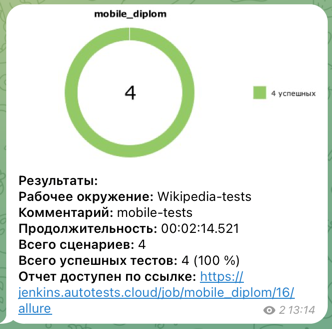 mobile_diplom
4
4 успешных
Результаты:
Рабочее окружение: Wikipedia-tests
Комментарий: mobile-tests
Продолжительность: 00:02:14.521
Всего сценариев: 4
Всего успешных тестов: 4 (100 %)
Отчет доступен по ссылке: https://
jenkins.autotests.cloud/job/mobile_diplom/16/
allure
2 13:14